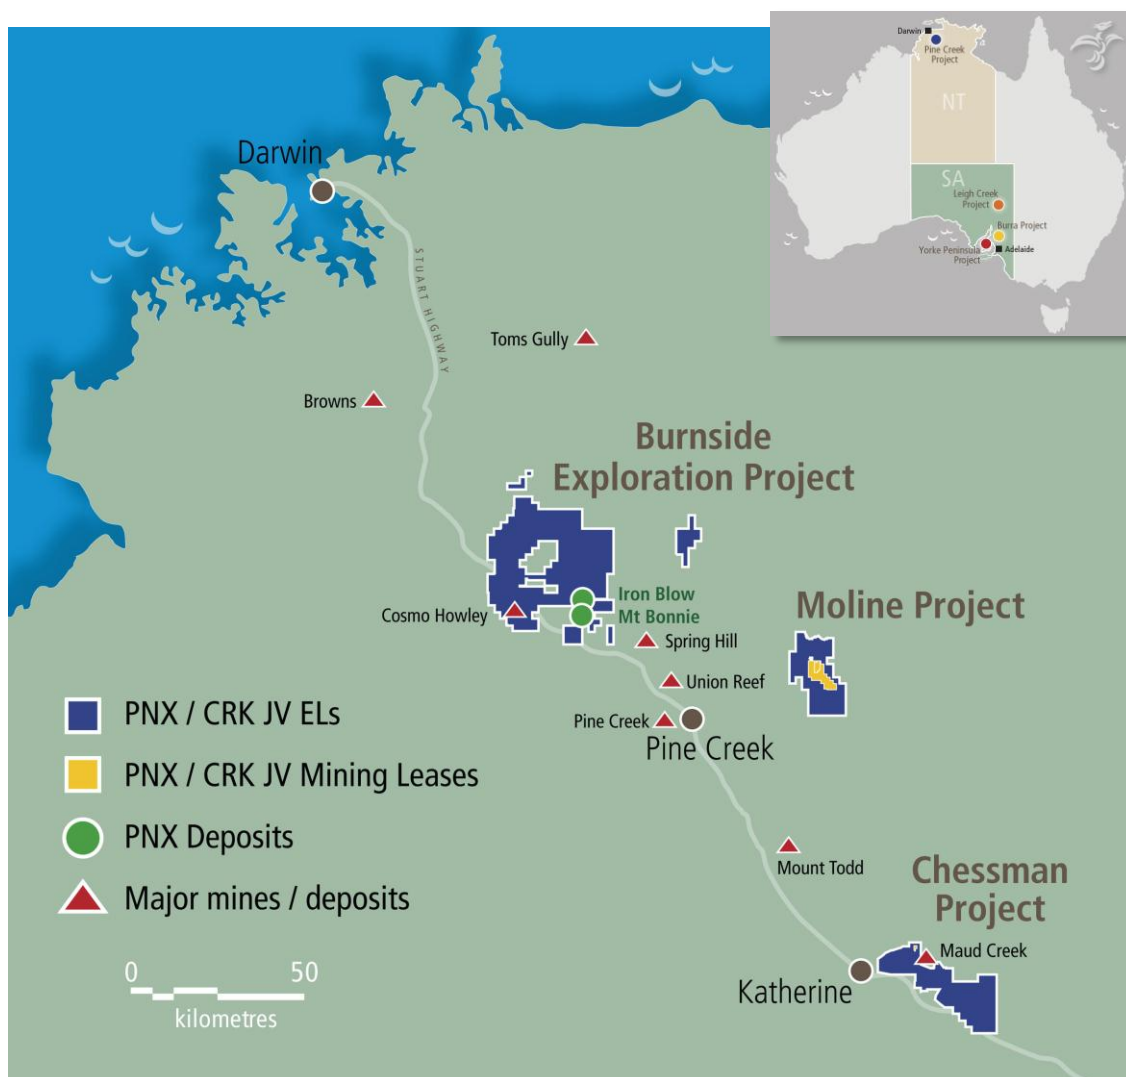 Darwin
Pine Creek
Project
NT
SA
Leigh Creek
Project
Burra Project
Yorke Peninsula
Project
Adelaide
Darwin
STUART HIGHWAY
Toms Gully
Browns
Burnside
Exploration Project
Iron Blow
Mt Bonnie
Cosmo Howley
Moline Project
Spring Hill
Union Reef
Pine Creek
Pine Creek
PNX / CRK JV ELs
PNX / CRK JV Mining Leases
PNX Deposits
Major mines / deposits
Mount Todd
Chessman
Project
Maud Creek
Katherine
0 50
kilometres